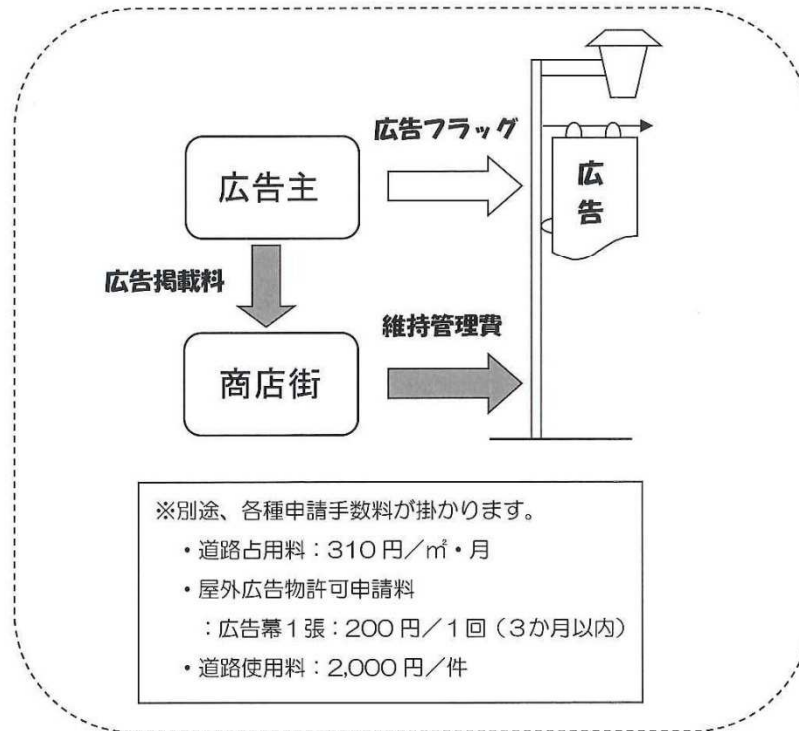 広告フラッグ
広告主
広告
広告掲載料
維持管理費
商店街
※別途、各種申請手数料が掛かります。
・道路占用料：310円／㎡・月
・屋外広告物許可申請料
：広告幕1張：200円／1回（3か月以内）
・道路使用料：2,000円／件